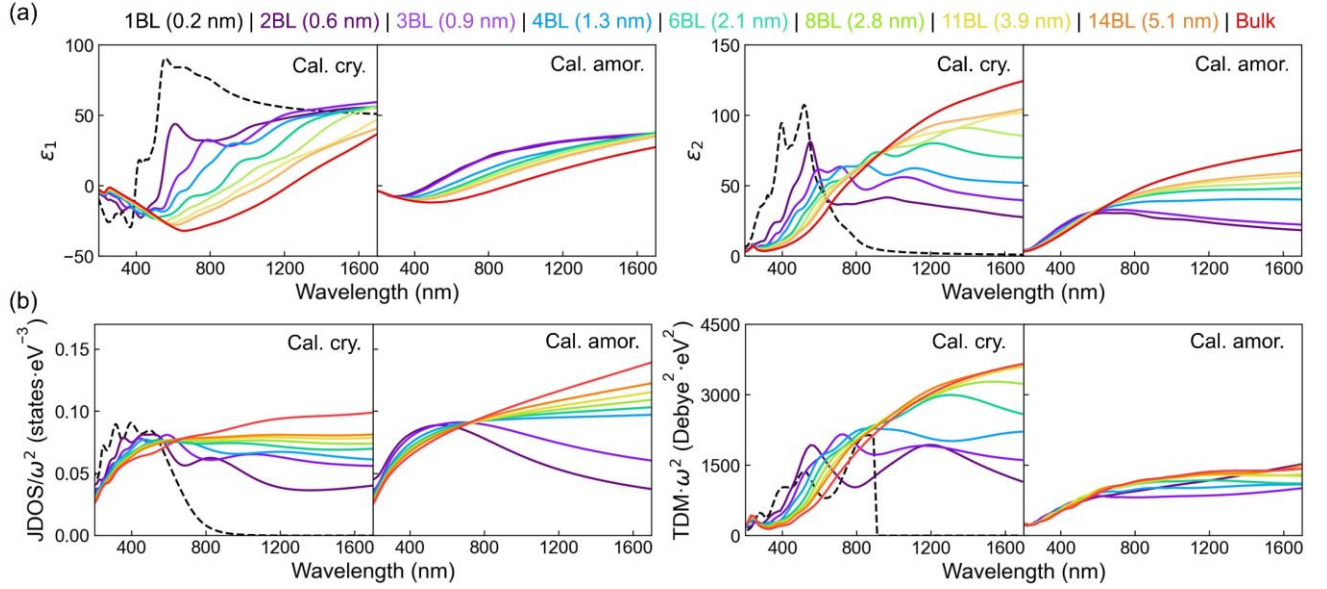 (a)
1BL (0.2 nm) | 2BL (0.6 nm) | 3BL (0.9 nm) | 4BL (1.3 nm) | 6BL (2.1 nm) | 8BL (2.8 nm) | 11BL (3.9 nm) | 14BL (5.1 nm) | Bulk
100
50
0
−50
ε₁
Cal. cry.
Cal. amor.
400 800 1200 1600 400 800 1200 1600
Wavelength (nm)
150
100
50
0
ε₂
Cal. cry.
Cal. amor.
400 800 1200 1600 400 800 1200 1600
Wavelength (nm)
(b)
0.15
0.10
0.05
0.00
JDOS/ω² (states·eV⁻³)
Cal. cry.
Cal. amor.
400 800 1200 1600 400 800 1200 1600
Wavelength (nm)
4500
3000
1500
0
TDM·ω² (Debye²·eV²)
Cal. cry.
Cal. amor.
400 800 1200 1600 400 800 1200 1600
Wavelength (nm)